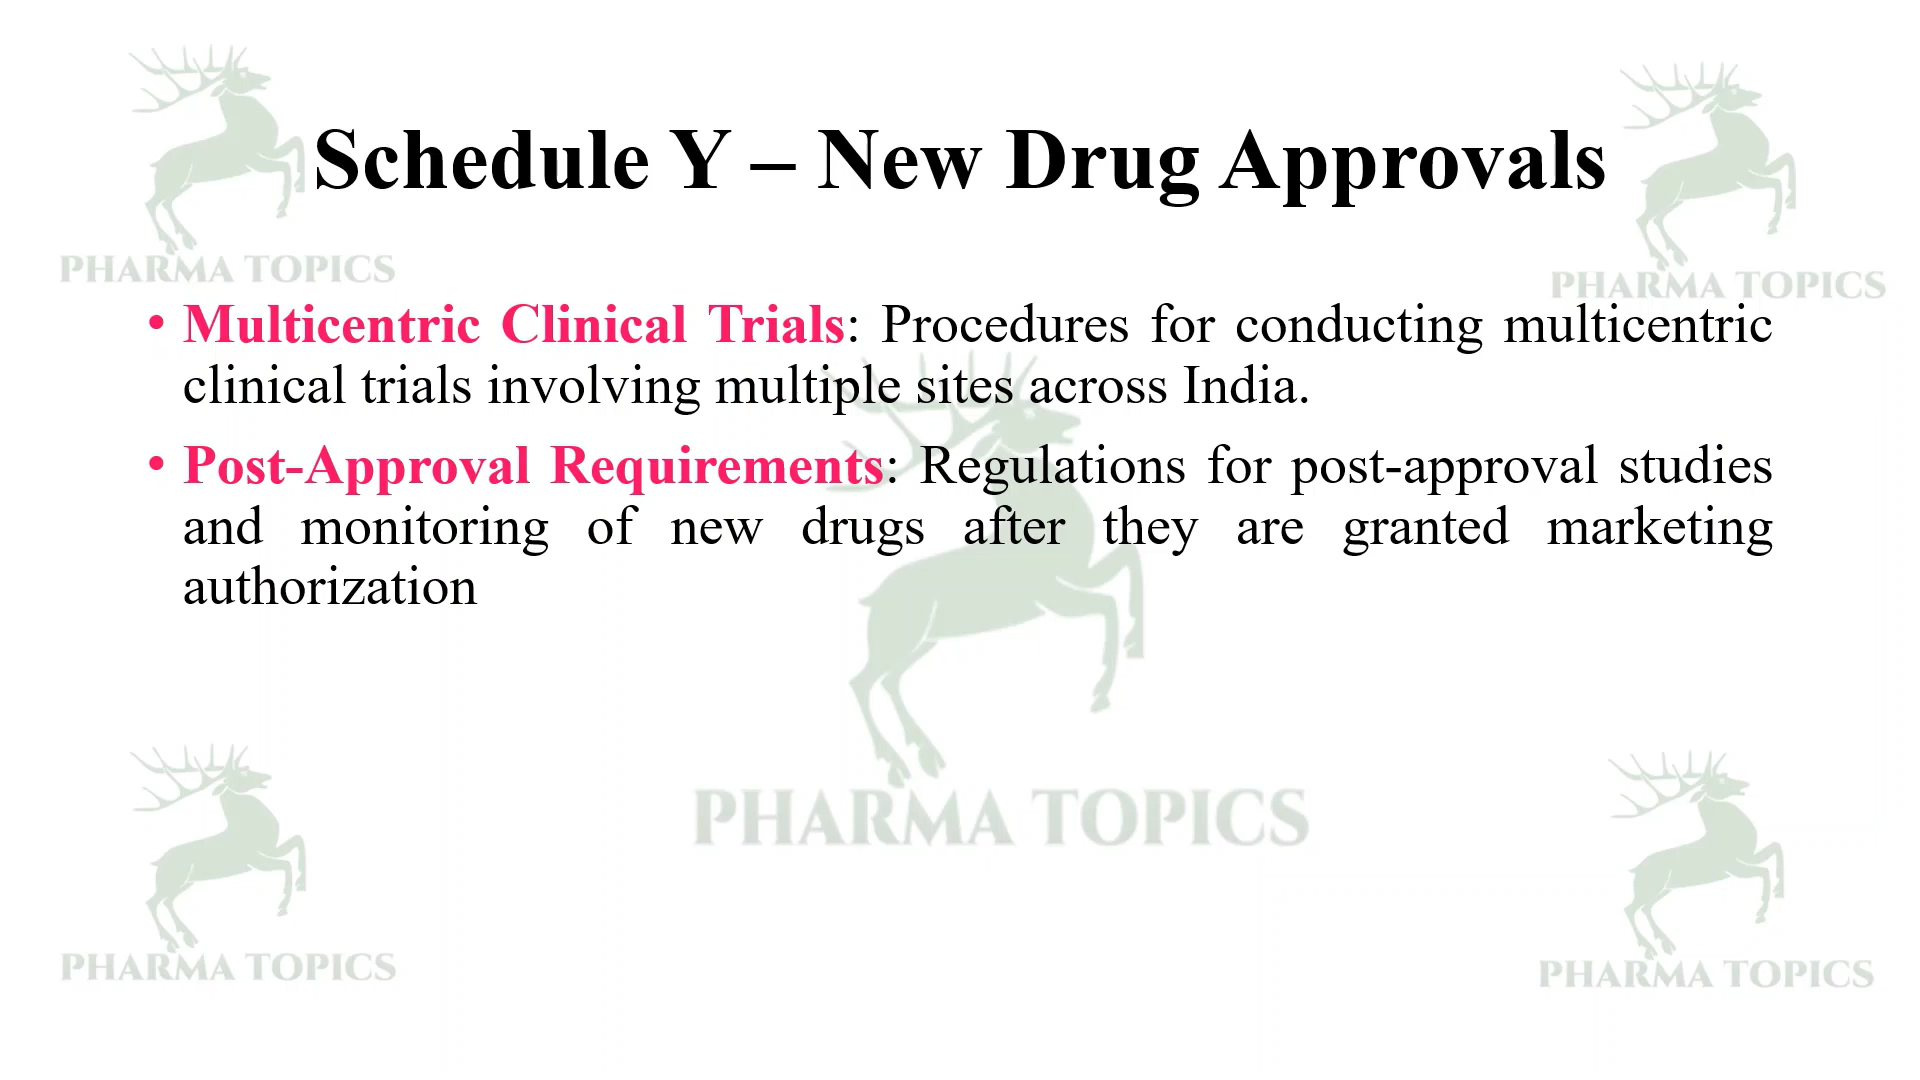 Schedule Y – New Drug Approvals
PHARMA TOPICS
PHARMA TOPICS
• Multicentric Clinical Trials: Procedures for conducting multicentric
clinical trials involving multiple sites across India.
• Post-Approval Requirements: Regulations for post-approval studies
and monitoring of new drugs after they are granted marketing
authorization
PHARMA TOPICS
PHARMA TOPICS
PHARMA TOPICS